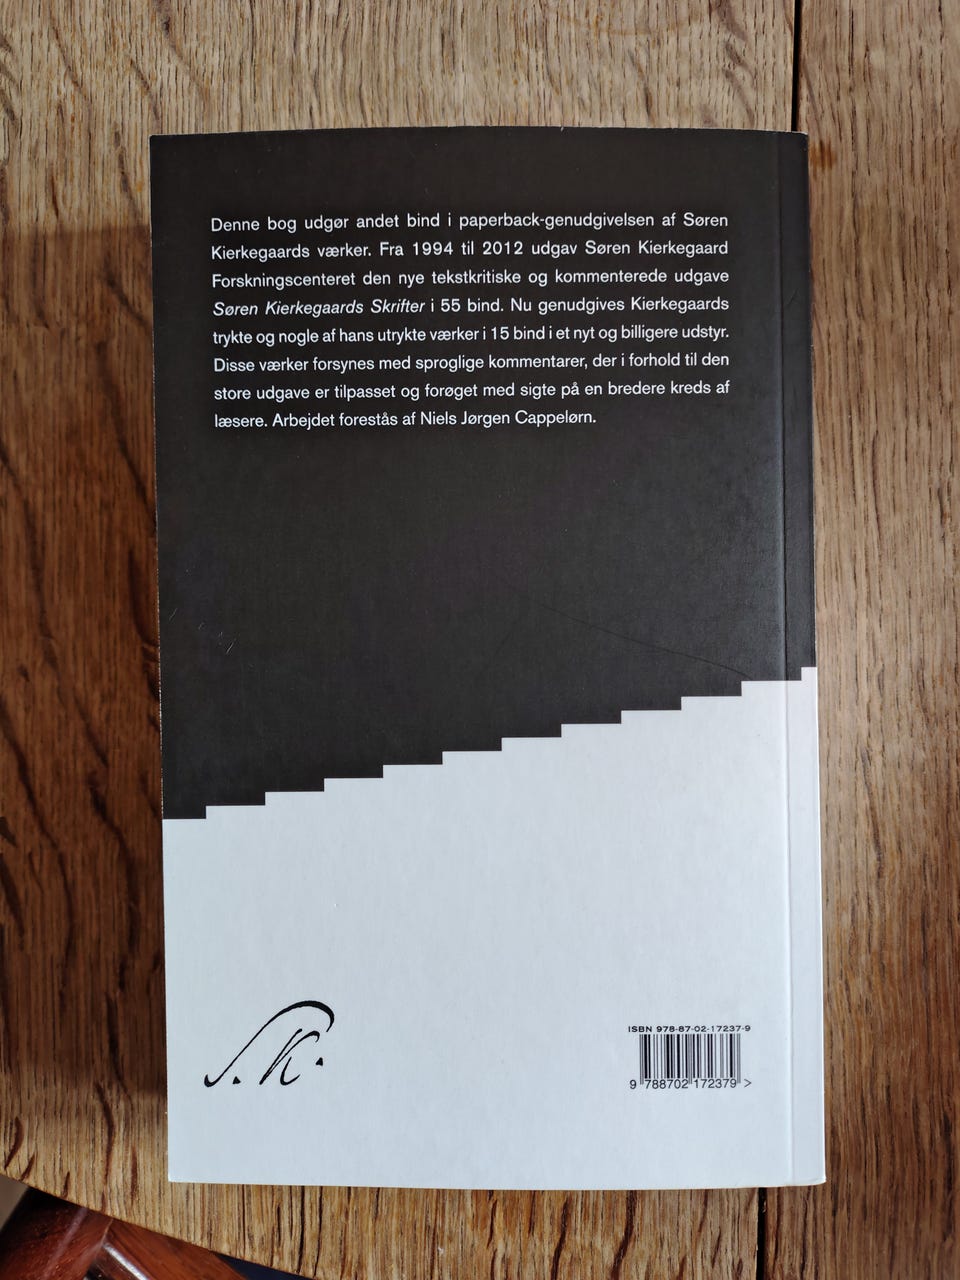 Denne bog udgør andet bind i paperback-genudgivelsen af Søren
Kierkegaards værker. Fra 1994 til 2012 udgav Søren Kierkegaard
Forskningscenteret den nye tekstkritiske og kommenterede udgave
Søren Kierkegaards Skrifter i 55 bind. Nu genudgives Kierkegaards
trykte og nogle af hans utrykte værker i 15 bind i et nyt og billigere udstyr.
Disse værker forsynes med sproglige kommentarer, der i forhold til den
store udgave er tilpasset og forøget med sigte på en bredere kreds af
læsere. Arbejdet forestås af Niels Jørgen Cappelørn.
S. K.
ISBN 978-87-02-17237-9
9 788702 172379 >